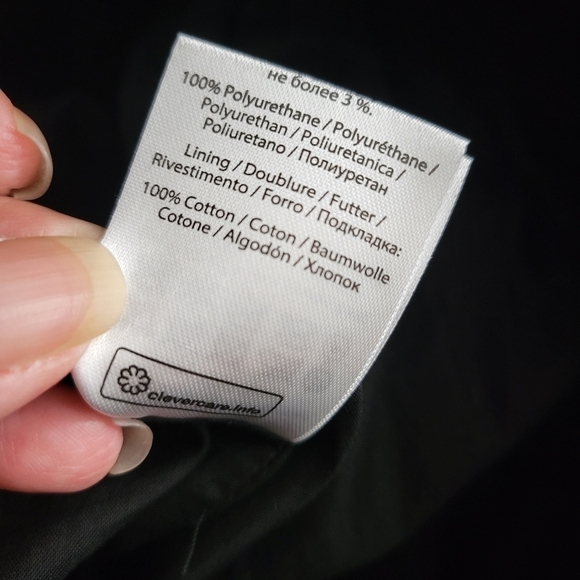 не более 3 %.
100% Polyurethane / Polyuréthane /
Polyurethan / Poliuretanica /
Poliuretano / Полиуретан
Lining / Doublure / Futter /
Rivestimento / Forro / Подкладка:
100% Cotton / Coton / Baumwolle
Cotone / Algodón / Хлопок
clevercare.info